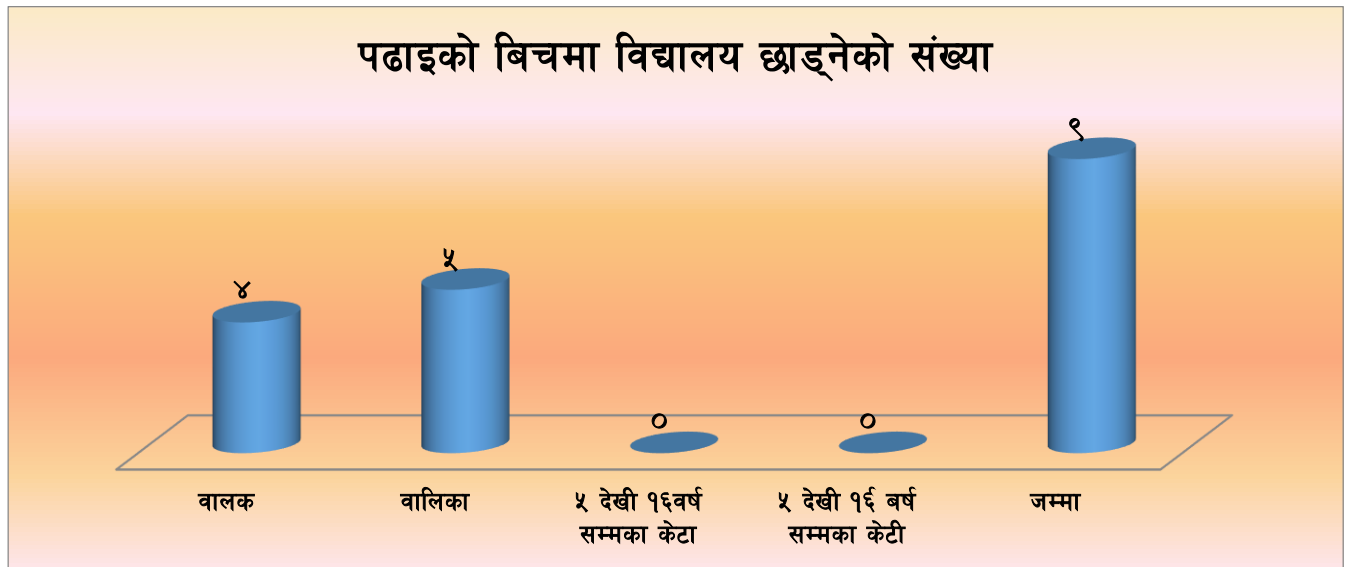 पढाइको बिचमा विद्यालय छाड्नेको संख्या
४
५
०
०
९
वालक
वालिका
५ देखी १६वर्ष
सम्मका केटा
५ देखी १६ बर्ष
सम्मका केटी
जम्मा